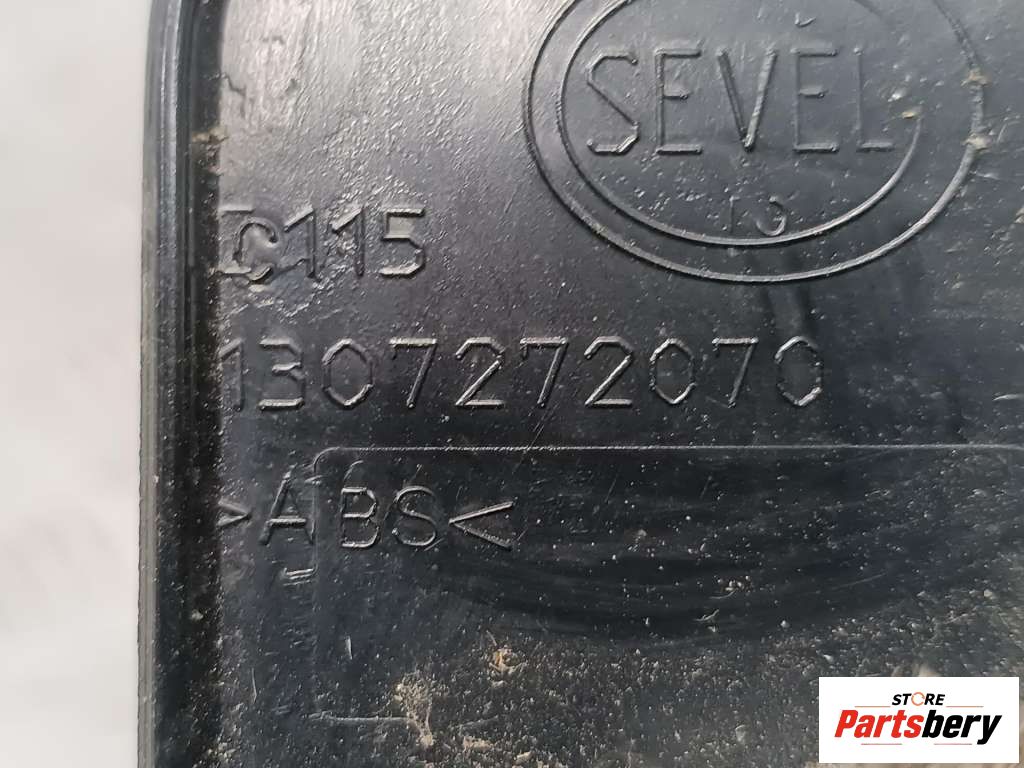 SEVEL
C115
1307272070
>ABS<
STORE
Partsbery